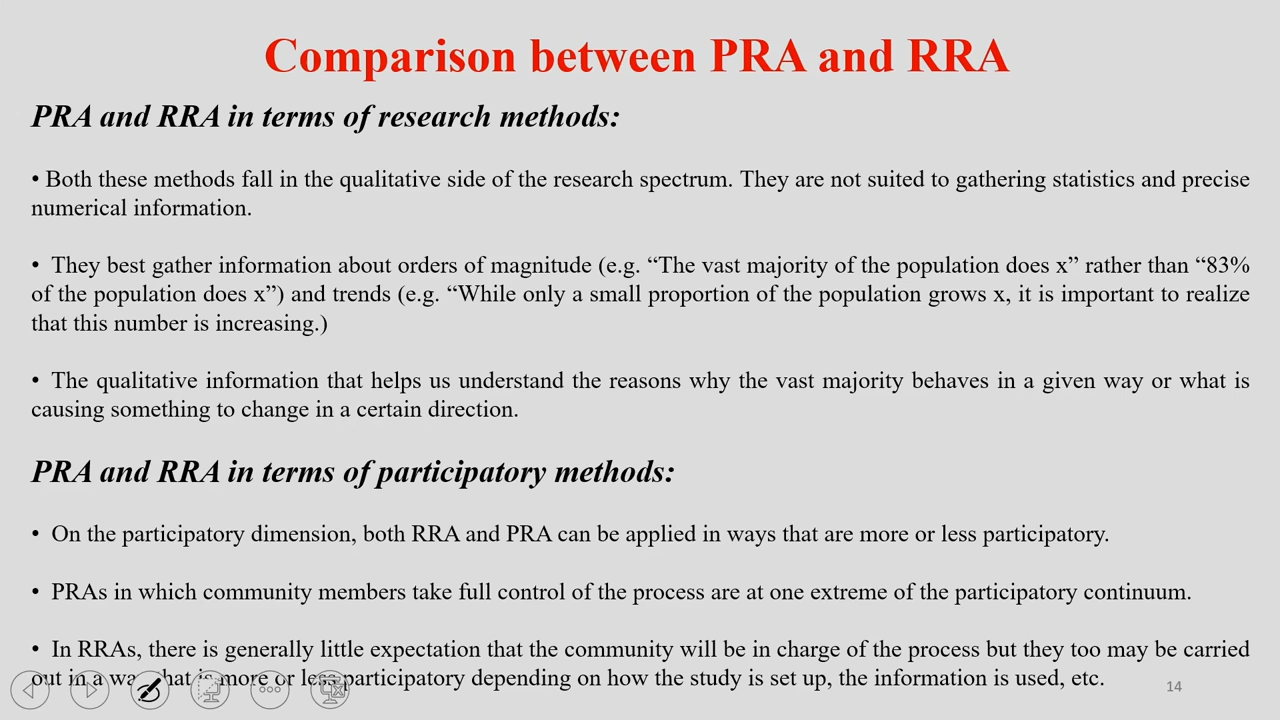 Comparison between PRA and RRA
PRA and RRA in terms of research methods:
• Both these methods fall in the qualitative side of the research spectrum. They are not suited to gathering statistics and precise
numerical information.
• They best gather information about orders of magnitude (e.g. “The vast majority of the population does x” rather than “83%
of the population does x”) and trends (e.g. “While only a small proportion of the population grows x, it is important to realize
that this number is increasing.)
• The qualitative information that helps us understand the reasons why the vast majority behaves in a given way or what is
causing something to change in a certain direction.
PRA and RRA in terms of participatory methods:
• On the participatory dimension, both RRA and PRA can be applied in ways that are more or less participatory.
• PRAs in which community members take full control of the process are at one extreme of the participatory continuum.
• In RRAs, there is generally little expectation that the community will be in charge of the process but they too may be carried
out in a way that is more or less participatory depending on how the study is set up, the information is used, etc.
14